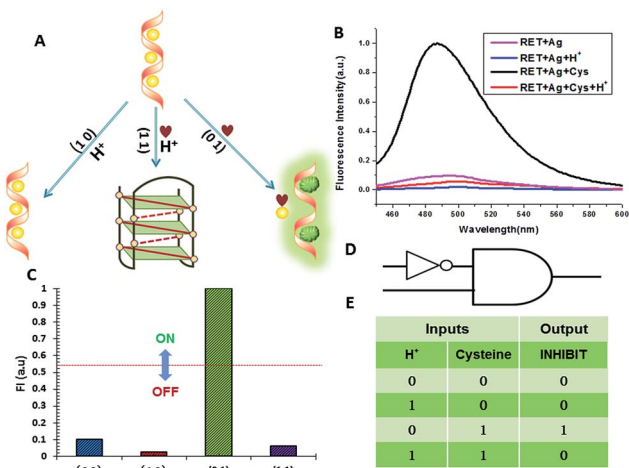 A
(1 0)
H⁺
(1 1)
H⁺
(0 1)
B
Fluorescence Intensity(a.u.)
1.0
0.8
0.6
0.4
0.2
0.0
RET+Ag
RET+Ag+H⁺
RET+Ag+Cys
RET+Ag+Cys+H⁺
460 480 500 520 540 560 580 600
Wavelength(nm)
C
FI (a.u)
1
0.9
0.8
0.7
0.6
0.5
0.4
0.3
0.2
0.1
0
ON
OFF
D
E
Inputs Output
H⁺ Cysteine INHIBIT
0 0 0
1 0 0
0 1 1
1 1 0